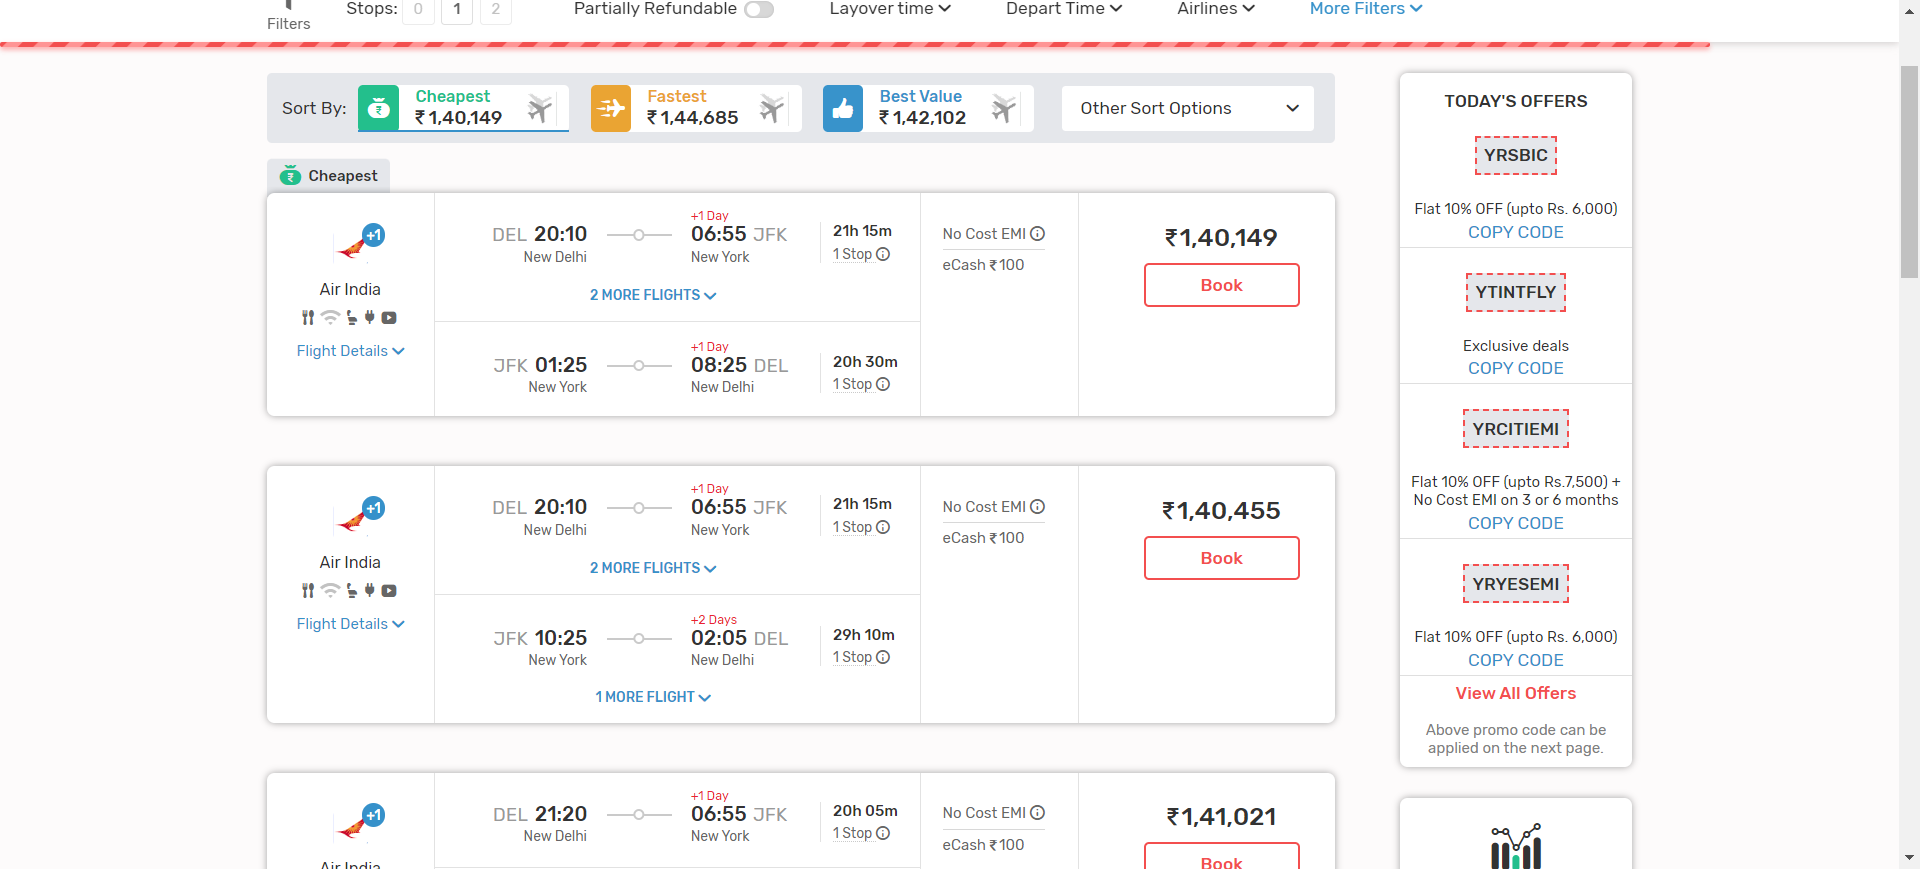 Filters
Stops: 0 1 2
Partially Refundable
Layover time
Depart Time
Airlines
More Filters
Sort By:
Cheapest
₹1,40,149
Fastest
₹1,44,685
Best Value
₹1,42,102
Other Sort Options
Cheapest
+1
Air India
Flight Details
DEL 20:10
New Delhi
+1 Day
06:55 JFK
New York
21h 15m
1 Stop
2 MORE FLIGHTS
JFK 01:25
New York
+1 Day
08:25 DEL
New Delhi
20h 30m
1 Stop
No Cost EMI
eCash ₹100
₹1,40,149
Book
+1
Air India
Flight Details
DEL 20:10
New Delhi
+1 Day
06:55 JFK
New York
21h 15m
1 Stop
2 MORE FLIGHTS
JFK 10:25
New York
+2 Days
02:05 DEL
New Delhi
29h 10m
1 Stop
1 MORE FLIGHT
No Cost EMI
eCash ₹100
₹1,40,455
Book
+1
Air India
DEL 21:20
New Delhi
+1 Day
06:55 JFK
New York
20h 05m
1 Stop
No Cost EMI
eCash ₹100
₹1,41,021
Book
TODAY'S OFFERS
YRSBIC
Flat 10% OFF (upto Rs. 6,000)
COPY CODE
YTINTFLY
Exclusive deals
COPY CODE
YRCITIEMI
Flat 10% OFF (upto Rs.7,500) +
No Cost EMI on 3 or 6 months
COPY CODE
YRYESEMI
Flat 10% OFF (upto Rs. 6,000)
COPY CODE
View All Offers
Above promo code can be
applied on the next page.